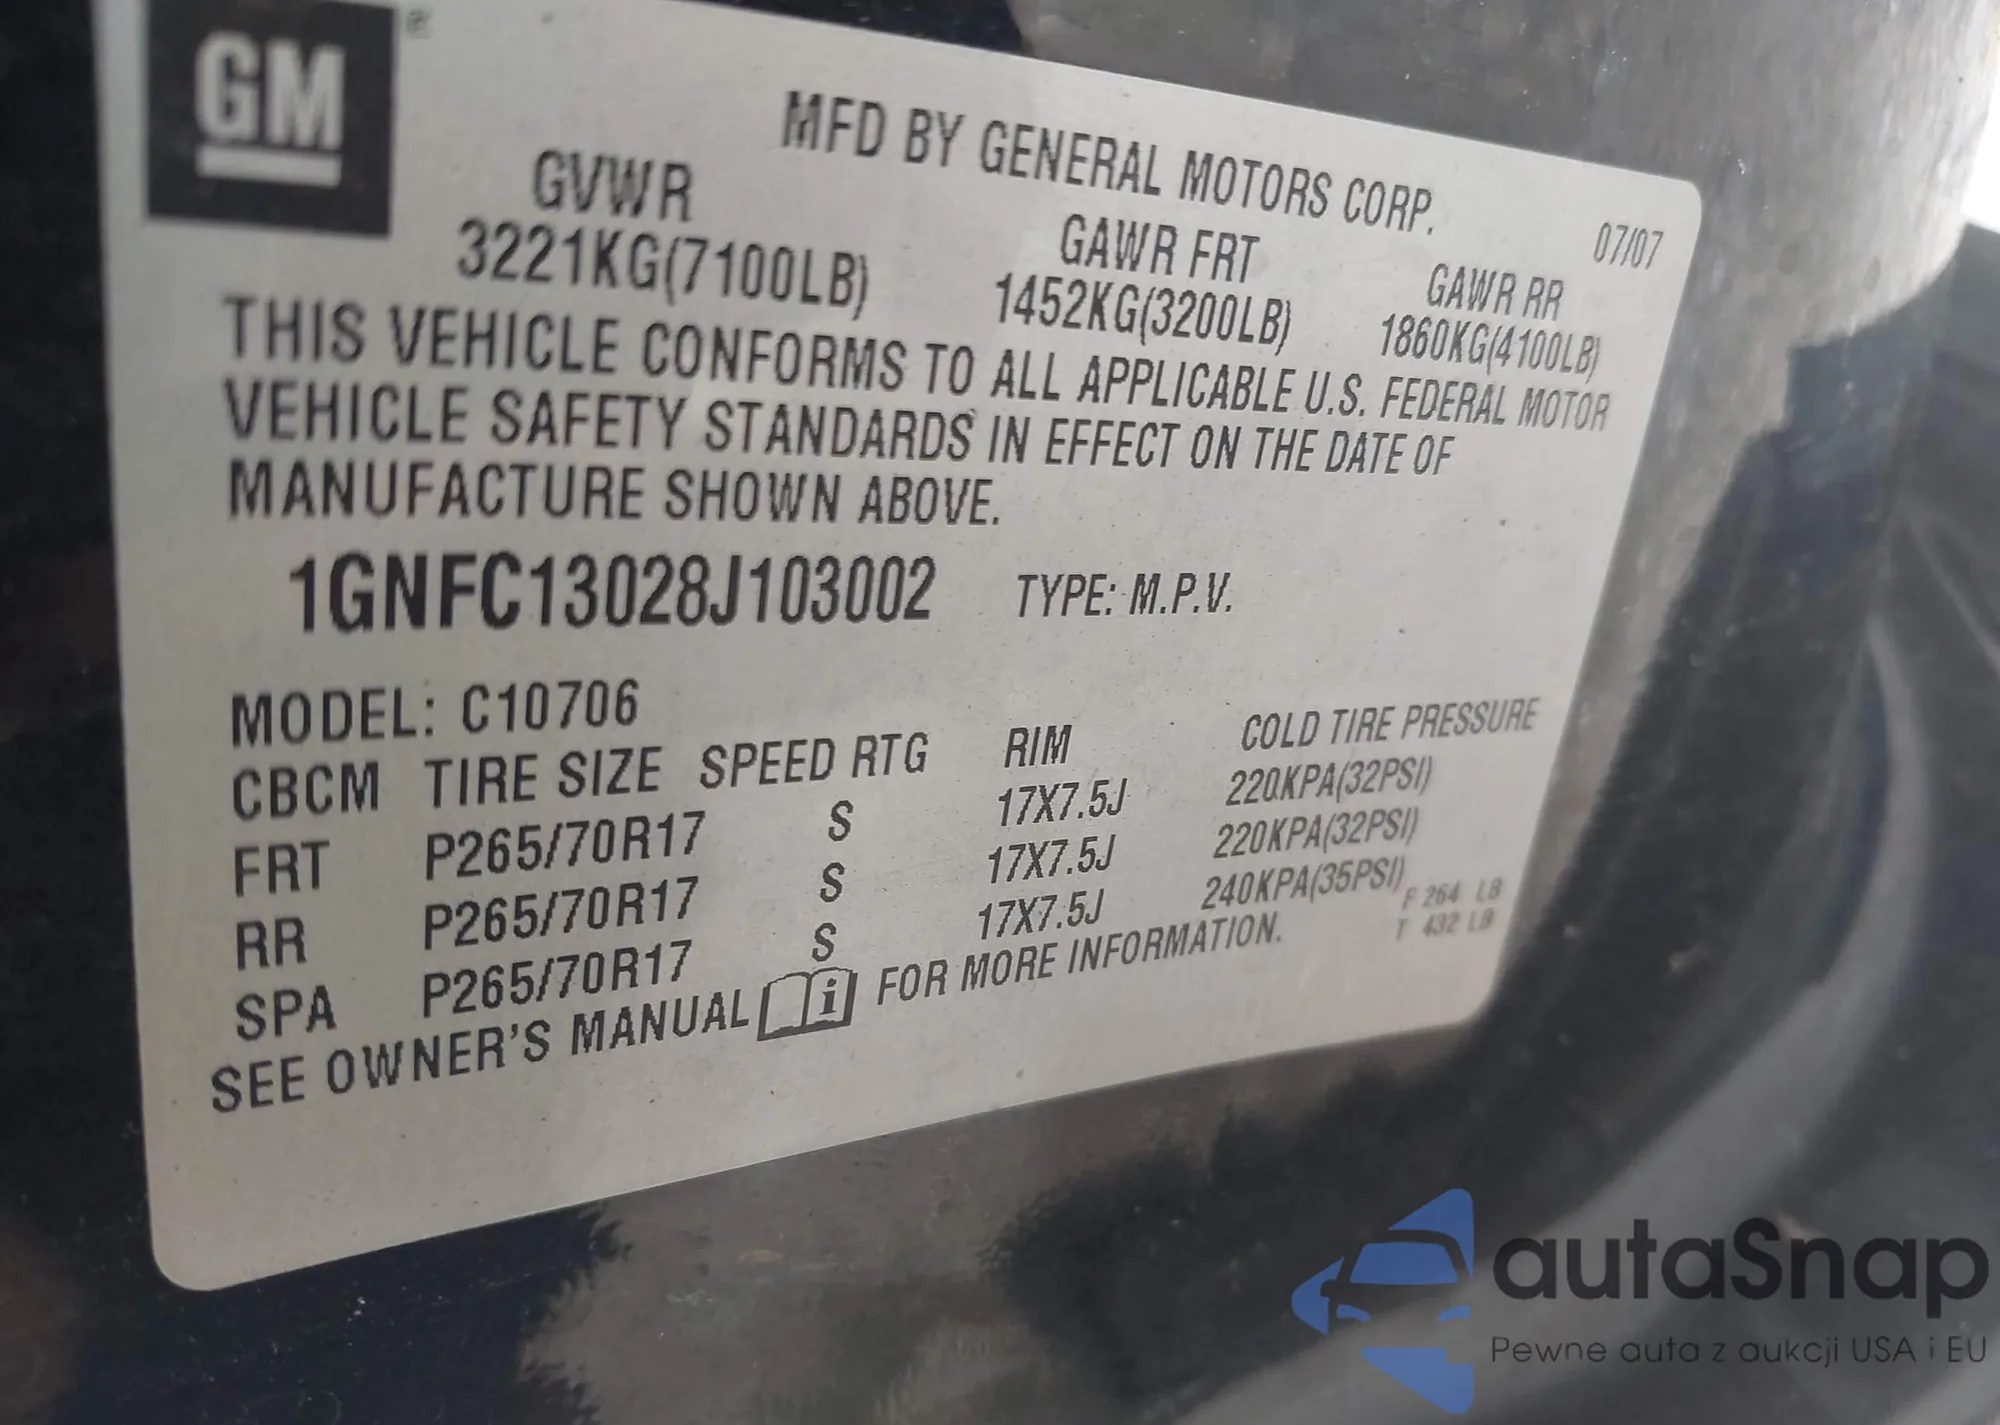 GM
MFD BY GENERAL MOTORS CORP.
07/07
GVWR GAWR FRT GAWR RR
3221KG(7100LB) 1452KG(3200LB) 1860KG(4100LB)
THIS VEHICLE CONFORMS TO ALL APPLICABLE U.S. FEDERAL MOTOR
VEHICLE SAFETY STANDARDS IN EFFECT ON THE DATE OF
MANUFACTURE SHOWN ABOVE.
1GNFC13028J103002 TYPE: M.P.V.
MODEL: C10706
CBCM TIRE SIZE SPEED RTG RIM COLD TIRE PRESSURE
FRT P265/70R17 S 17X7.5J 220KPA(32PSI)
RR P265/70R17 S 17X7.5J 220KPA(32PSI)
SPA P265/70R17 S 17X7.5J 240KPA(35PSI)
F 264 LB
T 432 LB
SEE OWNER'S MANUAL i FOR MORE INFORMATION.
autaSnap
Pewne auta z aukcji USA i EU